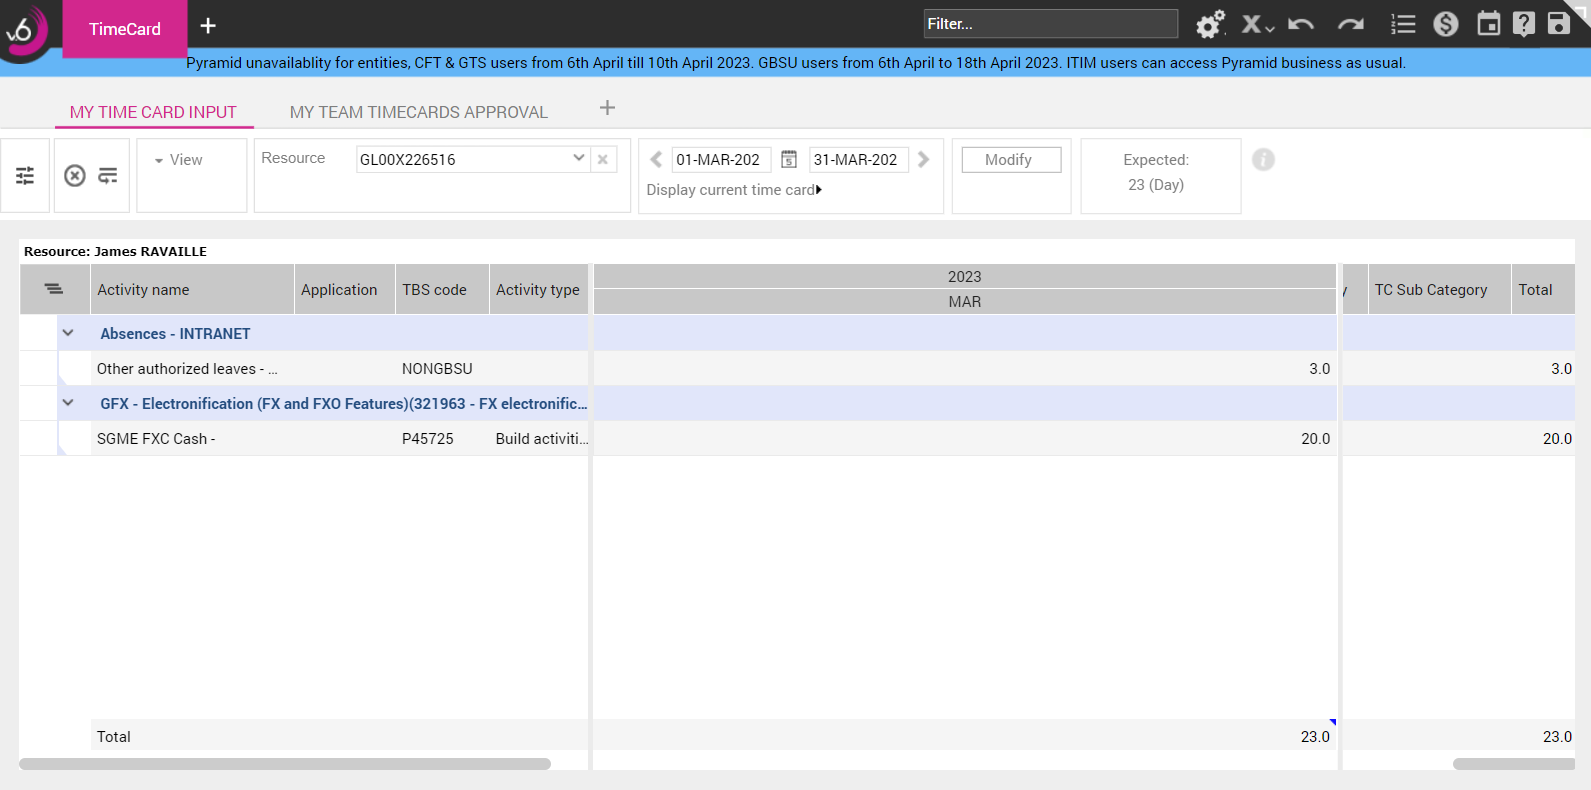 v6
TimeCard
+
Filter...
Pyramid unavailablity for entities, CFT & GTS users from 6th April till 10th April 2023. GBSU users from 6th April to 18th April 2023. ITIM users can access Pyramid business as usual.
MY TIME CARD INPUT
MY TEAM TIMECARDS APPROVAL
+
View
Resource
GL00X226516
01-MAR-202
5
31-MAR-202
Display current time card
Modify
Expected:
23 (Day)
Resource: James RAVAILLE
Activity name
Application
TBS code
Activity type
2023
MAR
TC Sub Category
Total
Absences - INTRANET
Other authorized leaves - ...
NONGBSU
3.0
3.0
GFX - Electronification (FX and FXO Features)(321963 - FX electronific...
SGME FXC Cash -
P45725
Build activiti...
20.0
20.0
Total
23.0
23.0